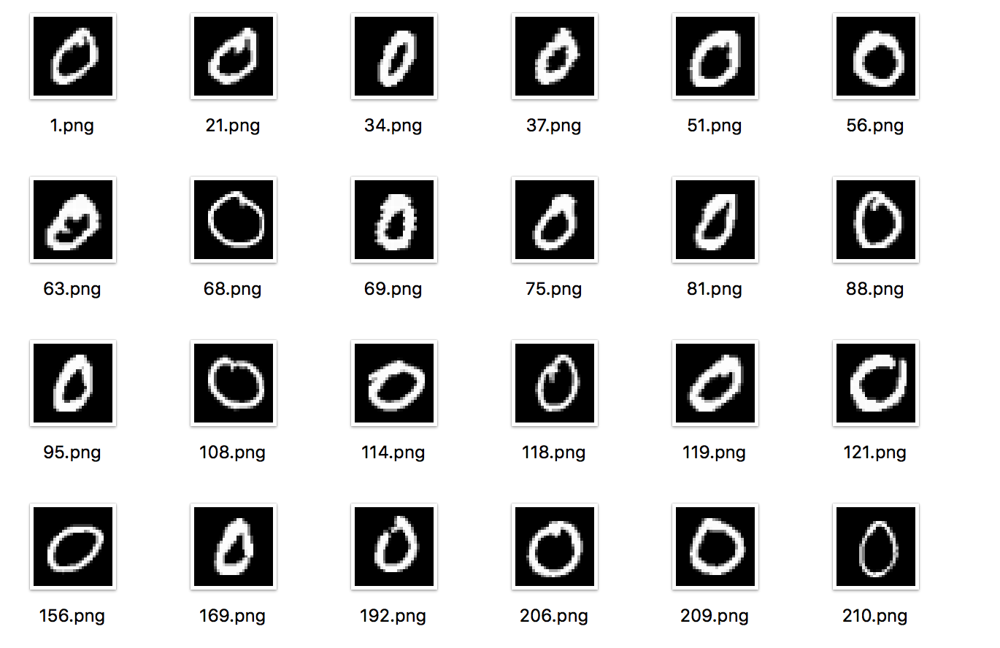 0 0 0 0 0 0
1.png 21.png 34.png 37.png 51.png 56.png
0 0 0 0 0 0
63.png 68.png 69.png 75.png 81.png 88.png
0 0 0 0 0 0
95.png 108.png 114.png 118.png 119.png 121.png
0 0 0 0 0 0
156.png 169.png 192.png 206.png 209.png 210.png